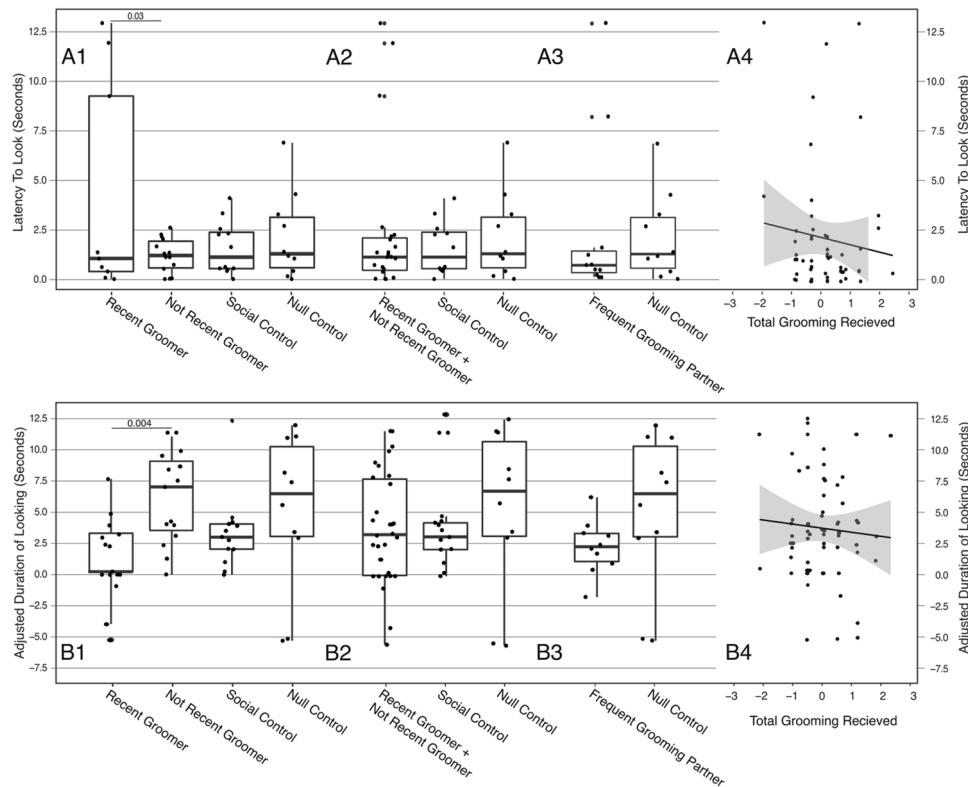 0.03
A1
A2
A3
A4
Latency To Look (Seconds)
12.5
10.0
7.5
5.0
2.5
0.0
Recent Groomer
Not Recent Groomer
Social Control
Null Control
Recent Groomer +
Not Recent Groomer
Social Control
Null Control
Frequent Grooming Partner
Null Control
−3 −2 −1 0 1 2 3
Total Grooming Recieved
12.5
10.0
7.5
5.0
2.5
0.0
Latency To Look (Seconds)
0.004
Adjusted Duration of Looking (Seconds)
12.5
10.0
7.5
5.0
2.5
0.0
−2.5
−5.0
−7.5
B1
B2
B3
B4
Recent Groomer
Not Recent Groomer
Social Control
Null Control
Recent Groomer +
Not Recent Groomer
Social Control
Null Control
Frequent Grooming Partner
Null Control
−3 −2 −1 0 1 2 3
Total Grooming Recieved
12.5
10.0
7.5
5.0
2.5
0.0
−2.5
−5.0
−7.5
Adjusted Duration of Looking (Seconds)